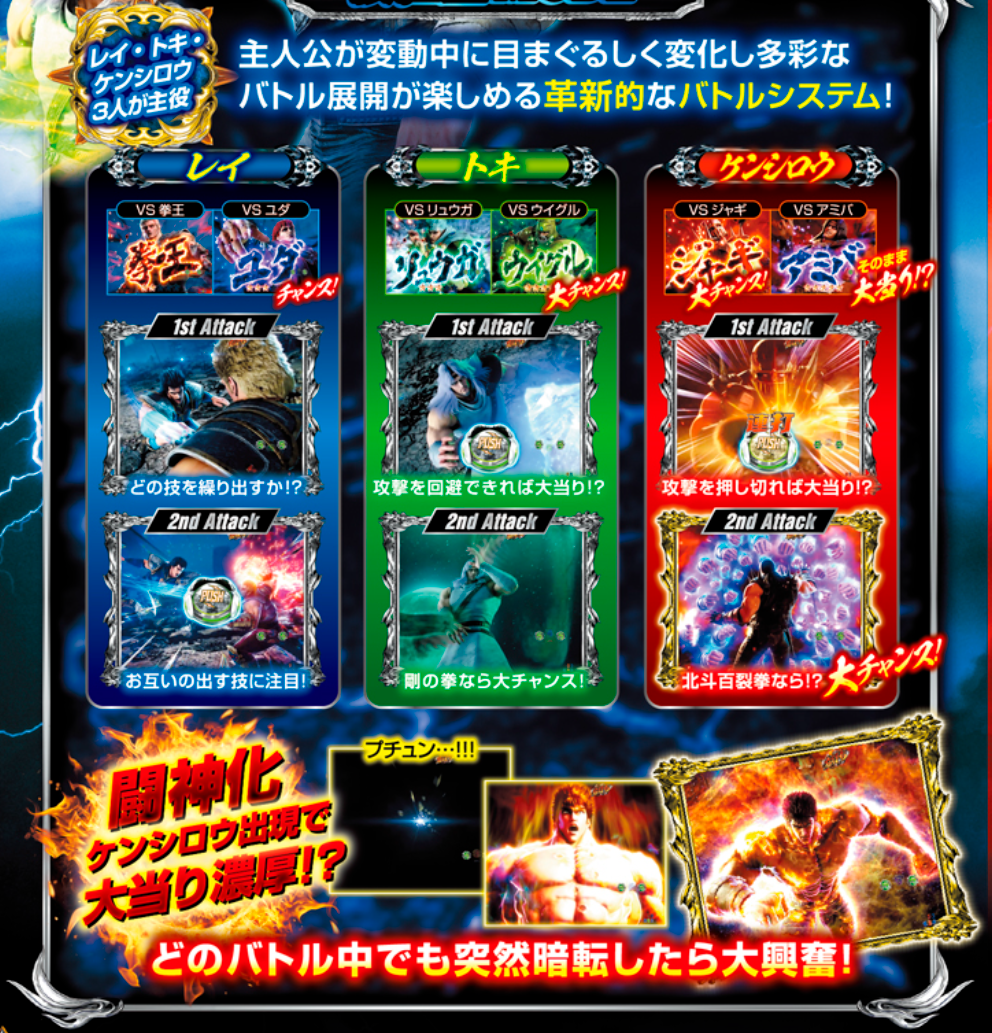 レイ・トキ・
ケンシロウ
3人が主役
主人公が変動中に目まぐるしく変化し多彩な
バトル展開が楽しめる革新的なバトルシステム!
レイ
VS 拳王
VS ユダ
拳王
ユダ
チャンス!
1st Attack
どの技を繰り出すか!?
2nd Attack
PUSH
お互いの出す技に注目!
トキ
VS リュウガ
VS ウイグル
リュウガ
ウイグル
大チャンス!
1st Attack
PUSH
攻撃を回避できれば大当り!?
2nd Attack
剛の拳なら大チャンス!
ケンシロウ
VS ジャギ
VS アミバ
ジャギ
アミバ
大チャンス!
そのまま
大当り!?
1st Attack
連打
PUSH
攻撃を押し切れば大当り!?
2nd Attack
北斗百裂拳なら!?
大チャンス!
闘神化
ケンシロウ出現で
大当り濃厚!?
プチュン…!!!
どのバトル中でも突然暗転したら大興奮!